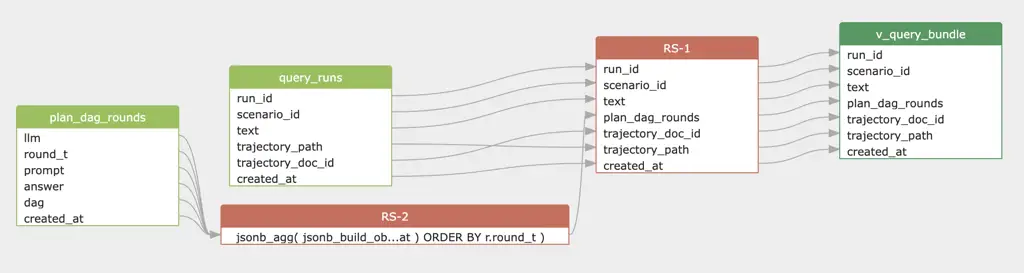 plan_dag_rounds
llm
round_t
prompt
answer
dag
created_at
query_runs
run_id
scenario_id
text
trajectory_path
trajectory_doc_id
created_at
RS-2
jsonb_agg( jsonb_build_ob...at ) ORDER BY r.round_t )
RS-1
run_id
scenario_id
text
plan_dag_rounds
trajectory_doc_id
trajectory_path
created_at
v_query_bundle
run_id
scenario_id
text
plan_dag_rounds
trajectory_doc_id
trajectory_path
created_at